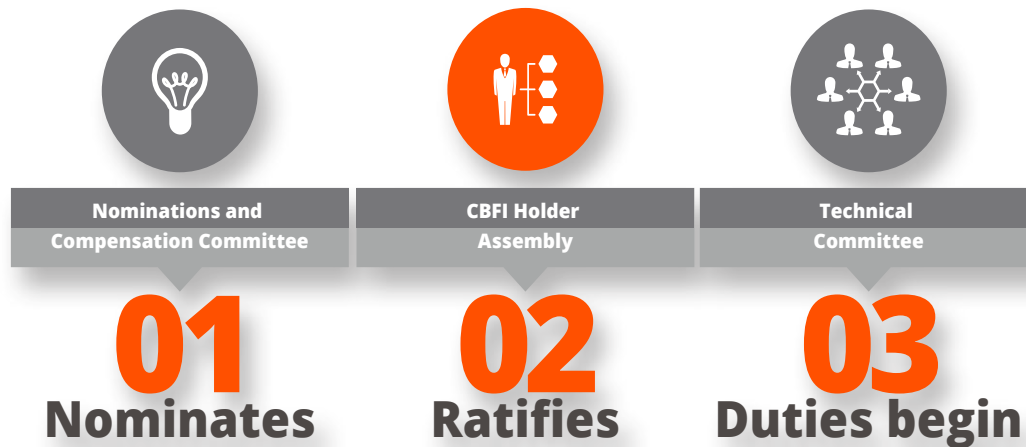 Nominations and
Compensation Committee
01
Nominates
CBFI Holder
Assembly
02
Ratifies
Technical
Committee
03
Duties begin